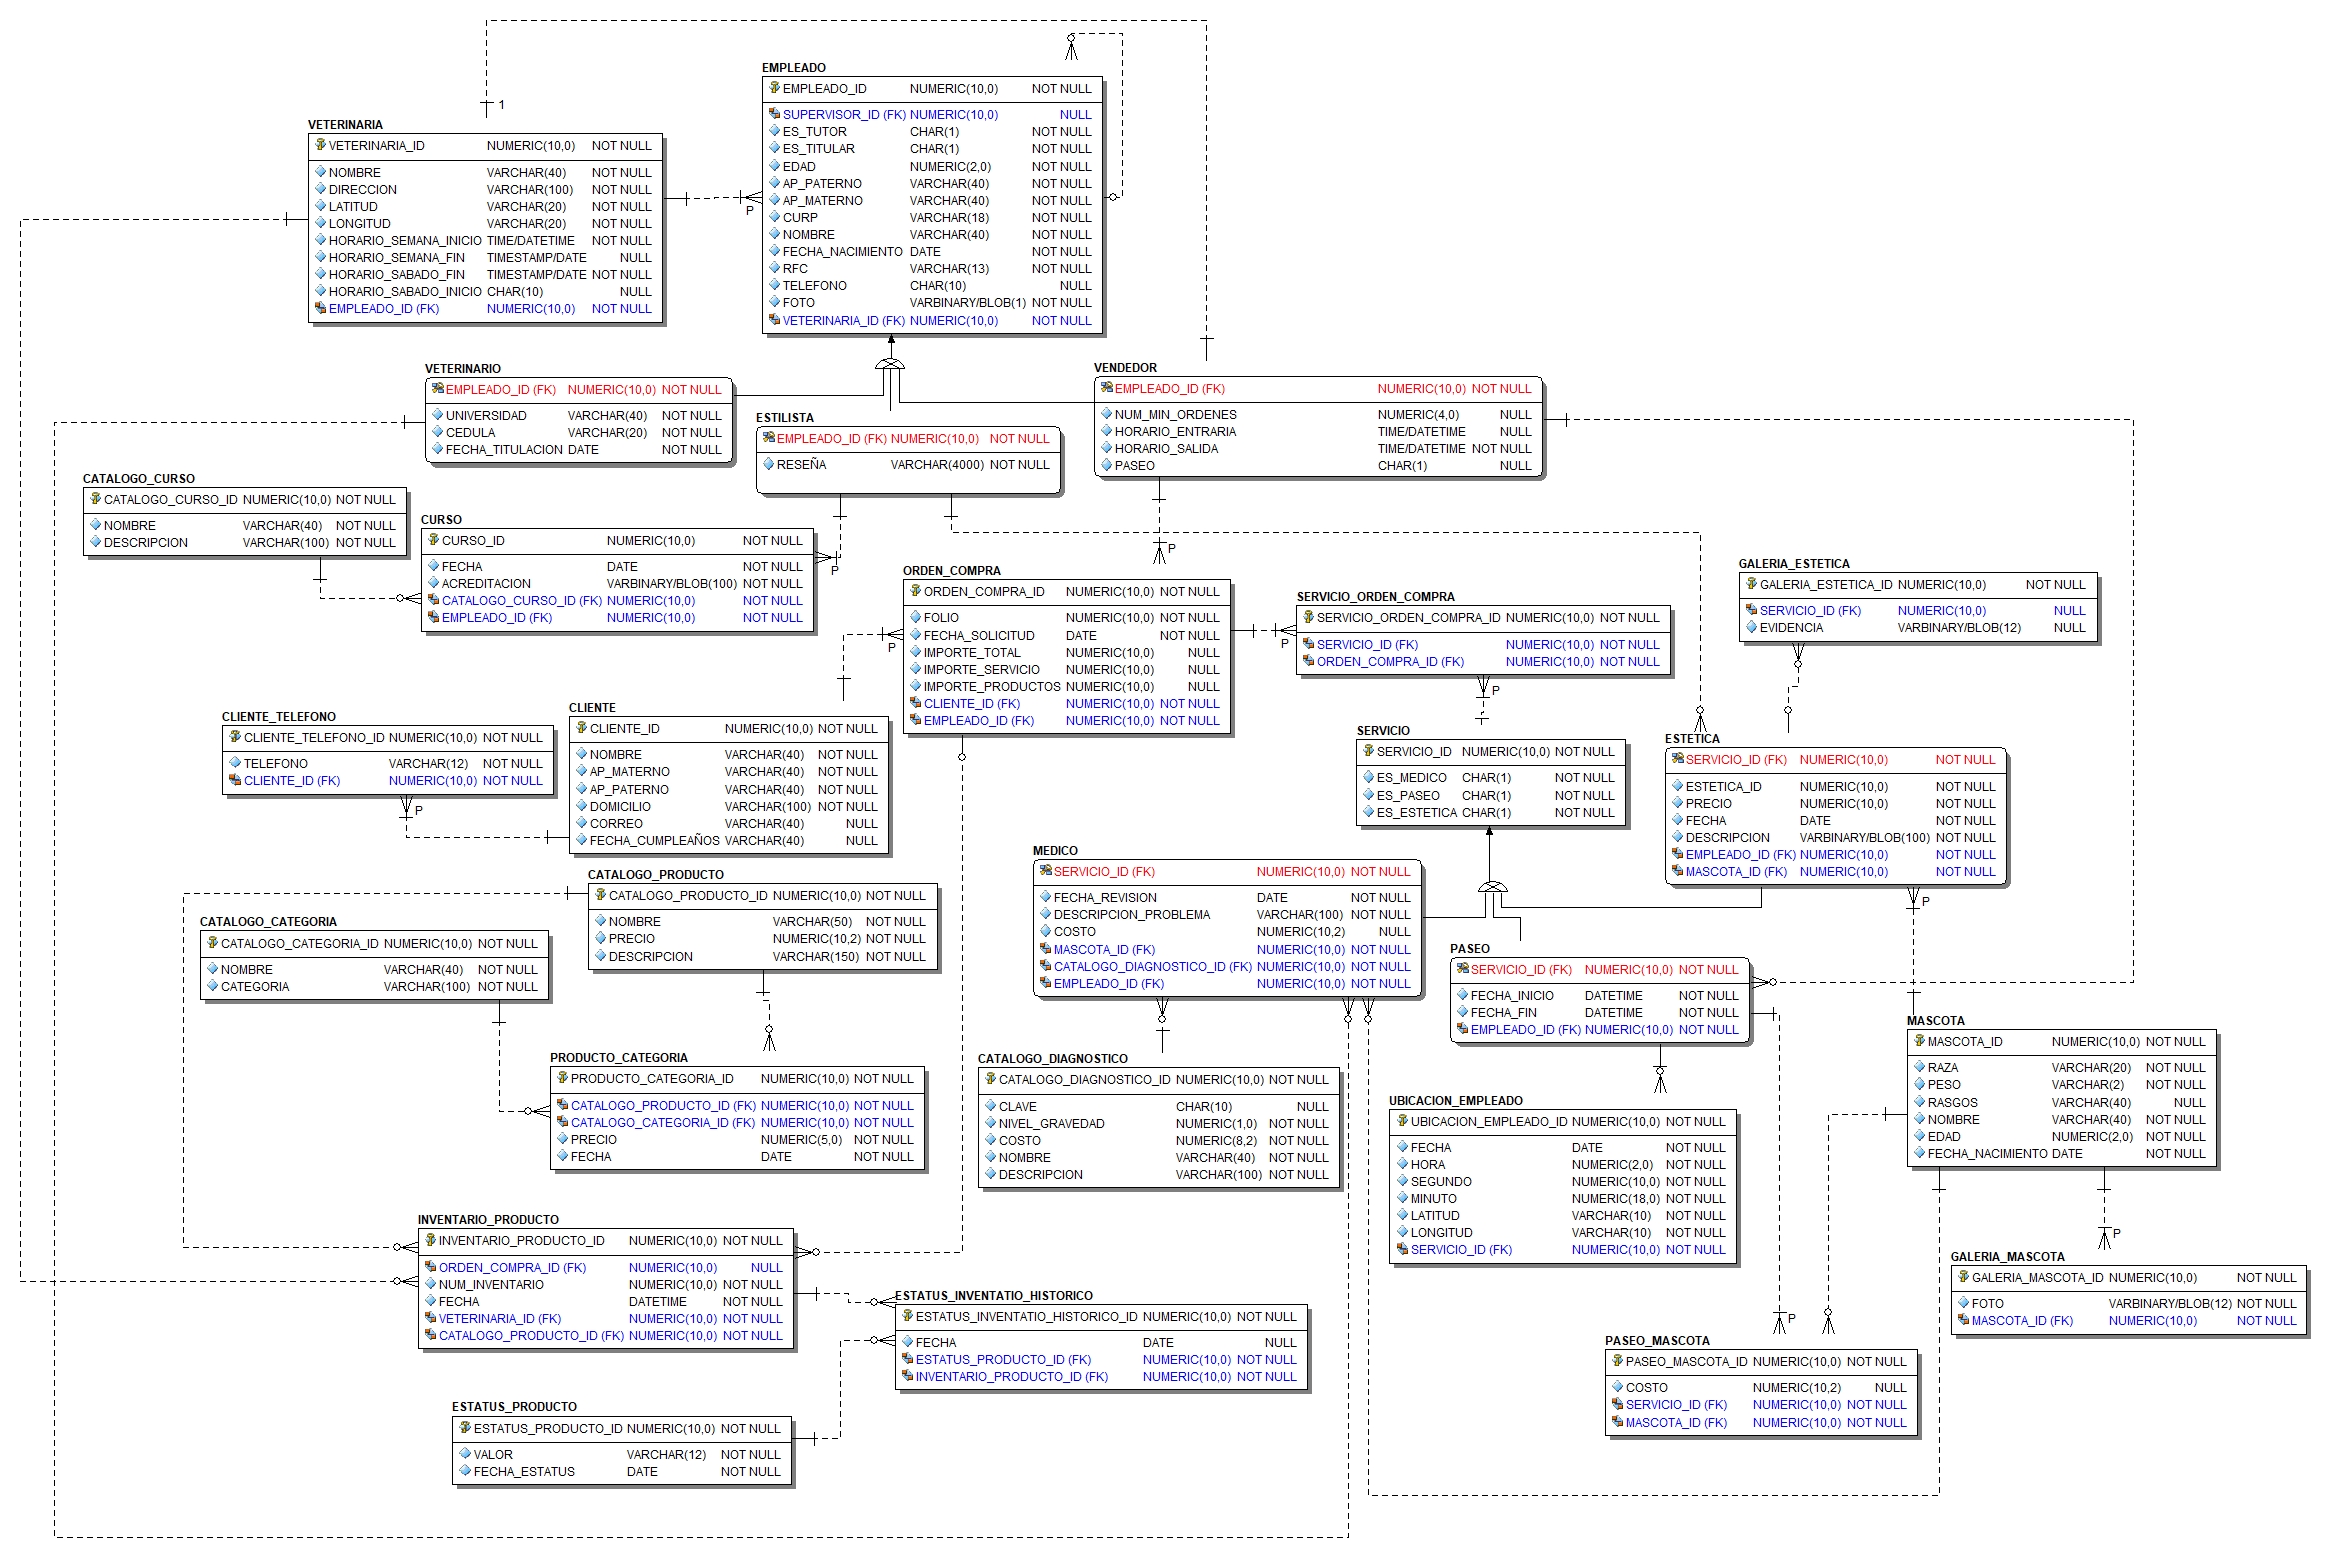 EMPLEADO
EMPLEADO_ID NUMERIC(10,0) NOT NULL
SUPERVISOR_ID (FK) NUMERIC(10,0) NULL
ES_TUTOR CHAR(1) NOT NULL
ES_TITULAR CHAR(1) NOT NULL
EDAD NUMERIC(2,0) NOT NULL
AP_PATERNO VARCHAR(40) NOT NULL
AP_MATERNO VARCHAR(40) NOT NULL
CURP VARCHAR(18) NOT NULL
NOMBRE VARCHAR(40) NOT NULL
FECHA_NACIMIENTO DATE NOT NULL
RFC VARCHAR(13) NOT NULL
TELEFONO CHAR(10) NULL
FOTO VARBINARY/BLOB(1) NOT NULL
VETERINARIA_ID (FK) NUMERIC(10,0) NOT NULL
1
VETERINARIA
VETERINARIA_ID NUMERIC(10,0) NOT NULL
NOMBRE VARCHAR(40) NOT NULL
DIRECCION VARCHAR(100) NOT NULL
LATITUD VARCHAR(20) NOT NULL
LONGITUD VARCHAR(20) NOT NULL
HORARIO_SEMANA_INICIO TIME/DATETIME NOT NULL
HORARIO_SEMANA_FIN TIMESTAMP/DATE NULL
HORARIO_SABADO_FIN TIMESTAMP/DATE NOT NULL
HORARIO_SABADO_INICIO CHAR(10) NULL
EMPLEADO_ID (FK) NUMERIC(10,0) NOT NULL
P
VETERINARIO
EMPLEADO_ID (FK) NUMERIC(10,0) NOT NULL
UNIVERSIDAD VARCHAR(40) NOT NULL
CEDULA VARCHAR(20) NOT NULL
FECHA_TITULACION DATE NOT NULL
ESTILISTA
EMPLEADO_ID (FK) NUMERIC(10,0) NOT NULL
RESEÑA VARCHAR(4000) NOT NULL
VENDEDOR
EMPLEADO_ID (FK) NUMERIC(10,0) NOT NULL
NUM_MIN_ORDENES NUMERIC(4,0) NULL
HORARIO_ENTRARIA TIME/DATETIME NULL
HORARIO_SALIDA TIME/DATETIME NOT NULL
PASEO CHAR(1) NULL
CATALOGO_CURSO
CATALOGO_CURSO_ID NUMERIC(10,0) NOT NULL
NOMBRE VARCHAR(40) NOT NULL
DESCRIPCION VARCHAR(100) NOT NULL
CURSO
CURSO_ID NUMERIC(10,0) NOT NULL
FECHA DATE NOT NULL
ACREDITACION VARBINARY/BLOB(100) NOT NULL
CATALOGO_CURSO_ID (FK) NUMERIC(10,0) NOT NULL
EMPLEADO_ID (FK) NUMERIC(10,0) NOT NULL
P
P
ORDEN_COMPRA
ORDEN_COMPRA_ID NUMERIC(10,0) NOT NULL
FOLIO NUMERIC(10,0) NOT NULL
FECHA_SOLICITUD DATE NOT NULL
IMPORTE_TOTAL NUMERIC(10,0) NULL
IMPORTE_SERVICIO NUMERIC(10,0) NULL
IMPORTE_PRODUCTOS NUMERIC(10,0) NULL
CLIENTE_ID (FK) NUMERIC(10,0) NOT NULL
EMPLEADO_ID (FK) NUMERIC(10,0) NOT NULL
P
P
SERVICIO_ORDEN_COMPRA
SERVICIO_ORDEN_COMPRA_ID NUMERIC(10,0) NOT NULL
SERVICIO_ID (FK) NUMERIC(10,0) NOT NULL
ORDEN_COMPRA_ID (FK) NUMERIC(10,0) NOT NULL
P
GALERIA_ESTETICA
GALERIA_ESTETICA_ID NUMERIC(10,0) NOT NULL
SERVICIO_ID (FK) NUMERIC(10,0) NULL
EVIDENCIA VARBINARY/BLOB(12) NULL
CLIENTE_TELEFONO
CLIENTE_TELEFONO_ID NUMERIC(10,0) NOT NULL
TELEFONO VARCHAR(12) NOT NULL
CLIENTE_ID (FK) NUMERIC(10,0) NOT NULL
P
CLIENTE
CLIENTE_ID NUMERIC(10,0) NOT NULL
NOMBRE VARCHAR(40) NOT NULL
AP_MATERNO VARCHAR(40) NOT NULL
AP_PATERNO VARCHAR(40) NOT NULL
DOMICILIO VARCHAR(100) NOT NULL
CORREO VARCHAR(40) NULL
FECHA_CUMPLEAÑOS VARCHAR(40) NULL
SERVICIO
SERVICIO_ID NUMERIC(10,0) NOT NULL
ES_MEDICO CHAR(1) NOT NULL
ES_PASEO CHAR(1) NOT NULL
ES_ESTETICA CHAR(1) NOT NULL
ESTETICA
SERVICIO_ID (FK) NUMERIC(10,0) NOT NULL
ESTETICA_ID NUMERIC(10,0) NOT NULL
PRECIO NUMERIC(10,0) NOT NULL
FECHA DATE NOT NULL
DESCRIPCION VARBINARY/BLOB(100) NOT NULL
EMPLEADO_ID (FK) NUMERIC(10,0) NOT NULL
MASCOTA_ID (FK) NUMERIC(10,0) NOT NULL
P
CATALOGO_PRODUCTO
CATALOGO_PRODUCTO_ID NUMERIC(10,0) NOT NULL
NOMBRE VARCHAR(50) NOT NULL
PRECIO NUMERIC(10,2) NOT NULL
DESCRIPCION VARCHAR(150) NOT NULL
CATALOGO_CATEGORIA
CATALOGO_CATEGORIA_ID NUMERIC(10,0) NOT NULL
NOMBRE VARCHAR(40) NOT NULL
CATEGORIA VARCHAR(100) NOT NULL
MEDICO
SERVICIO_ID (FK) NUMERIC(10,0) NOT NULL
FECHA_REVISION DATE NOT NULL
DESCRIPCION_PROBLEMA VARCHAR(100) NOT NULL
COSTO NUMERIC(10,2) NULL
MASCOTA_ID (FK) NUMERIC(10,0) NOT NULL
CATALOGO_DIAGNOSTICO_ID (FK) NUMERIC(10,0) NOT NULL
EMPLEADO_ID (FK) NUMERIC(10,0) NOT NULL
PASEO
SERVICIO_ID (FK) NUMERIC(10,0) NOT NULL
FECHA_INICIO DATETIME NOT NULL
FECHA_FIN DATETIME NOT NULL
EMPLEADO_ID (FK) NUMERIC(10,0) NOT NULL
MASCOTA
MASCOTA_ID NUMERIC(10,0) NOT NULL
RAZA VARCHAR(20) NOT NULL
PESO VARCHAR(2) NOT NULL
RASGOS VARCHAR(40) NULL
NOMBRE VARCHAR(40) NOT NULL
EDAD NUMERIC(2,0) NOT NULL
FECHA_NACIMIENTO DATE NOT NULL
PRODUCTO_CATEGORIA
PRODUCTO_CATEGORIA_ID NUMERIC(10,0) NOT NULL
CATALOGO_PRODUCTO_ID (FK) NUMERIC(10,0) NOT NULL
CATALOGO_CATEGORIA_ID (FK) NUMERIC(10,0) NOT NULL
PRECIO NUMERIC(5,0) NOT NULL
FECHA DATE NOT NULL
CATALOGO_DIAGNOSTICO
CATALOGO_DIAGNOSTICO_ID NUMERIC(10,0) NOT NULL
CLAVE CHAR(10) NULL
NIVEL_GRAVEDAD NUMERIC(1,0) NOT NULL
COSTO NUMERIC(8,2) NOT NULL
NOMBRE VARCHAR(40) NOT NULL
DESCRIPCION VARCHAR(100) NOT NULL
UBICACION_EMPLEADO
UBICACION_EMPLEADO_ID NUMERIC(10,0) NOT NULL
FECHA DATE NOT NULL
HORA NUMERIC(2,0) NOT NULL
SEGUNDO NUMERIC(10,0) NOT NULL
MINUTO NUMERIC(18,0) NOT NULL
LATITUD VARCHAR(10) NOT NULL
LONGITUD VARCHAR(10) NOT NULL
SERVICIO_ID (FK) NUMERIC(10,0) NOT NULL
P
GALERIA_MASCOTA
GALERIA_MASCOTA_ID NUMERIC(10,0) NOT NULL
FOTO VARBINARY/BLOB(12) NOT NULL
MASCOTA_ID (FK) NUMERIC(10,0) NOT NULL
INVENTARIO_PRODUCTO
INVENTARIO_PRODUCTO_ID NUMERIC(10,0) NOT NULL
ORDEN_COMPRA_ID (FK) NUMERIC(10,0) NULL
NUM_INVENTARIO NUMERIC(10,0) NOT NULL
FECHA DATETIME NOT NULL
VETERINARIA_ID (FK) NUMERIC(10,0) NOT NULL
CATALOGO_PRODUCTO_ID (FK) NUMERIC(10,0) NOT NULL
ESTATUS_INVENTATIO_HISTORICO
ESTATUS_INVENTATIO_HISTORICO_ID NUMERIC(10,0) NOT NULL
FECHA DATE NULL
ESTATUS_PRODUCTO_ID (FK) NUMERIC(10,0) NOT NULL
INVENTARIO_PRODUCTO_ID (FK) NUMERIC(10,0) NOT NULL
P
PASEO_MASCOTA
PASEO_MASCOTA_ID NUMERIC(10,0) NOT NULL
COSTO NUMERIC(10,2) NULL
SERVICIO_ID (FK) NUMERIC(10,0) NOT NULL
MASCOTA_ID (FK) NUMERIC(10,0) NOT NULL
ESTATUS_PRODUCTO
ESTATUS_PRODUCTO_ID NUMERIC(10,0) NOT NULL
VALOR VARCHAR(12) NOT NULL
FECHA_ESTATUS DATE NOT NULL